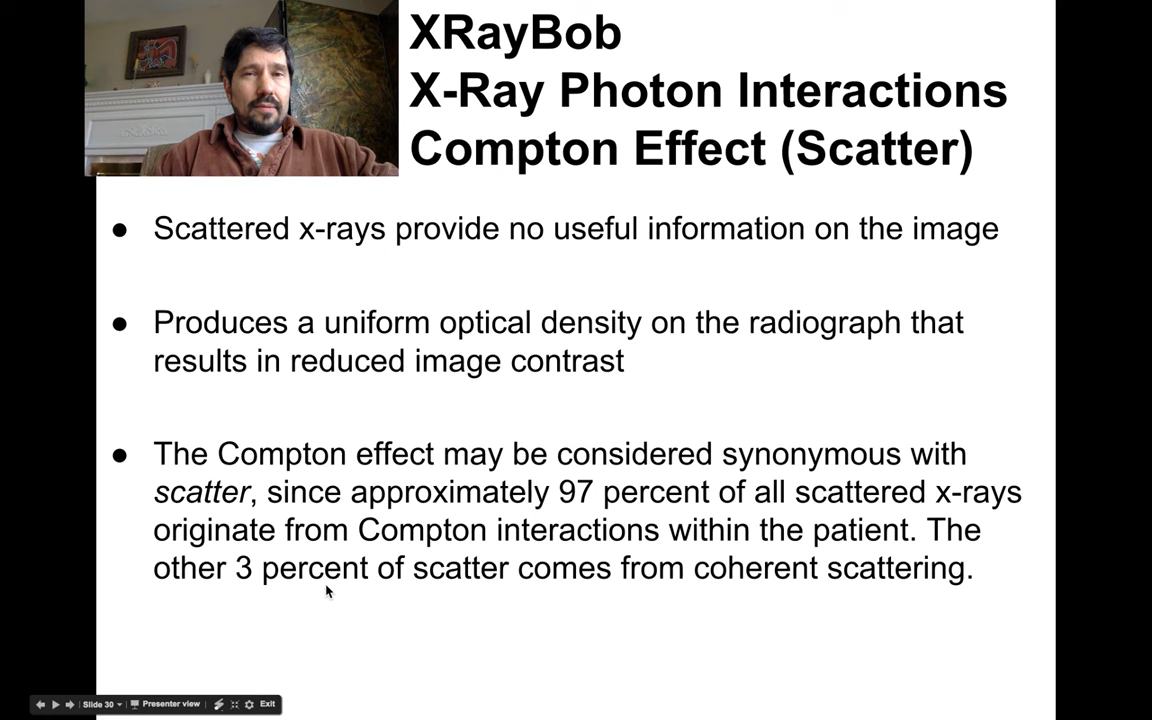 XRayBob
X-Ray Photon Interactions
Compton Effect (Scatter)
● Scattered x-rays provide no useful information on the image
● Produces a uniform optical density on the radiograph that
results in reduced image contrast
● The Compton effect may be considered synonymous with
scatter, since approximately 97 percent of all scattered x-rays
originate from Compton interactions within the patient. The
other 3 percent of scatter comes from coherent scattering.
Slide 30 Presenter view Exit